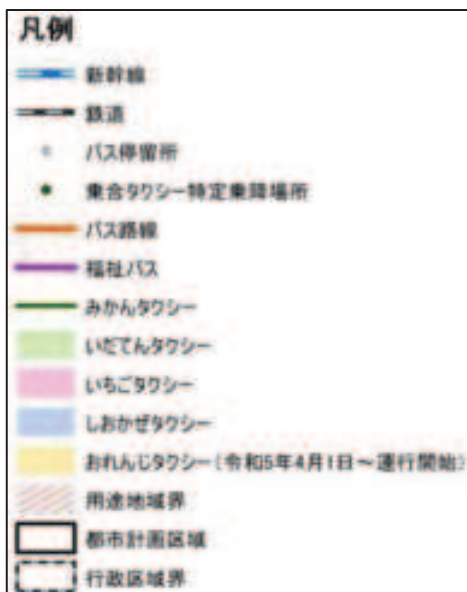 凡例
新幹線
鉄道
バス停留所
乗合タクシー特定乗降場所
バス路線
福祉バス
みかんタクシー
いだてんタクシー
いちごタクシー
しおかぜタクシー
おれんじタクシー(令和5年4月1日～運行開始)
用途地域界
都市計画区域
行政区域界